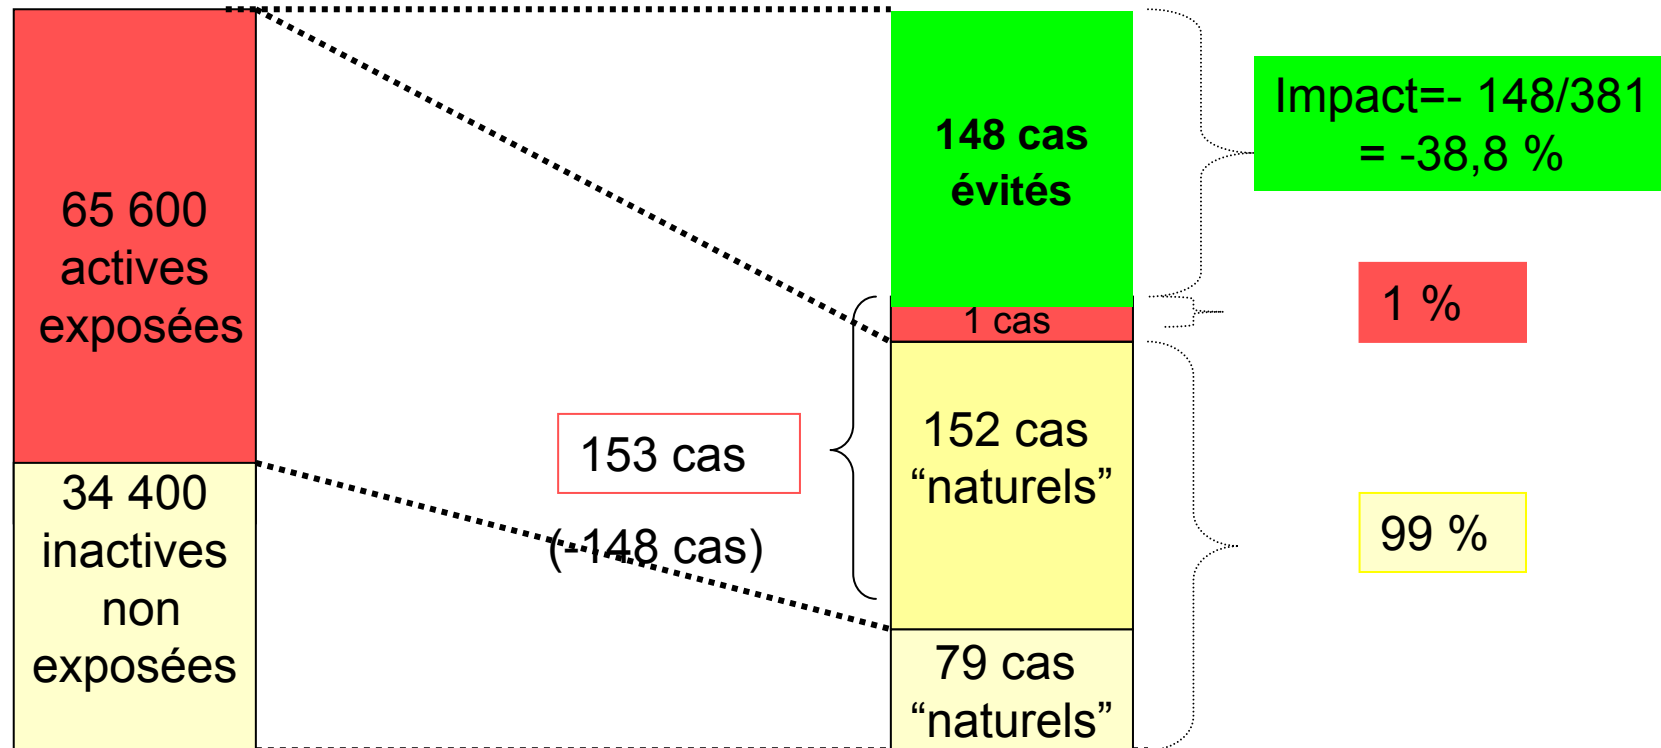 65 600
actives
exposées
34 400
inactives
non
exposées
153 cas
(-148 cas)
148 cas
évités
1 cas
152 cas
“naturels”
79 cas
“naturels”
Impact=- 148/381
= -38,8 %
1 %
99 %